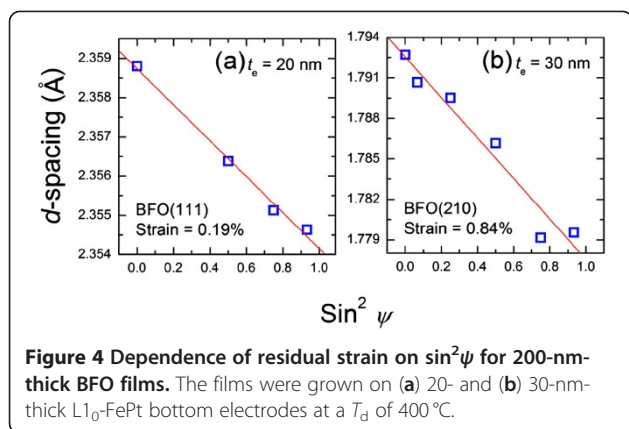 2.359
2.358
2.357
2.356
2.355
2.354
d-spacing (Å)
(a) tₑ = 20 nm
BFO(111)
Strain = 0.19%
0.0 0.2 0.4 0.6 0.8 1.0
1.794
1.791
1.788
1.785
1.782
1.779
(b) tₑ = 30 nm
BFO(210)
Strain = 0.84%
0.0 0.2 0.4 0.6 0.8 1.0
Sin² ψ
Figure 4 Dependence of residual strain on sin²ψ for 200-nm-
thick BFO films. The films were grown on (a) 20- and (b) 30-nm-
thick L1₀-FePt bottom electrodes at a T_d of 400 °C.